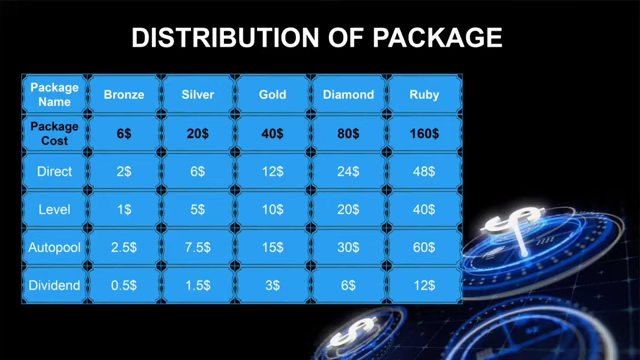 DISTRIBUTION OF PACKAGE
Package Name Bronze Silver Gold Diamond Ruby
Package Cost 6$ 20$ 40$ 80$ 160$
Direct 2$ 6$ 12$ 24$ 48$
Level 1$ 5$ 10$ 20$ 40$
Autopool 2.5$ 7.5$ 15$ 30$ 60$
Dividend 0.5$ 1.5$ 3$ 6$ 12$
$
$